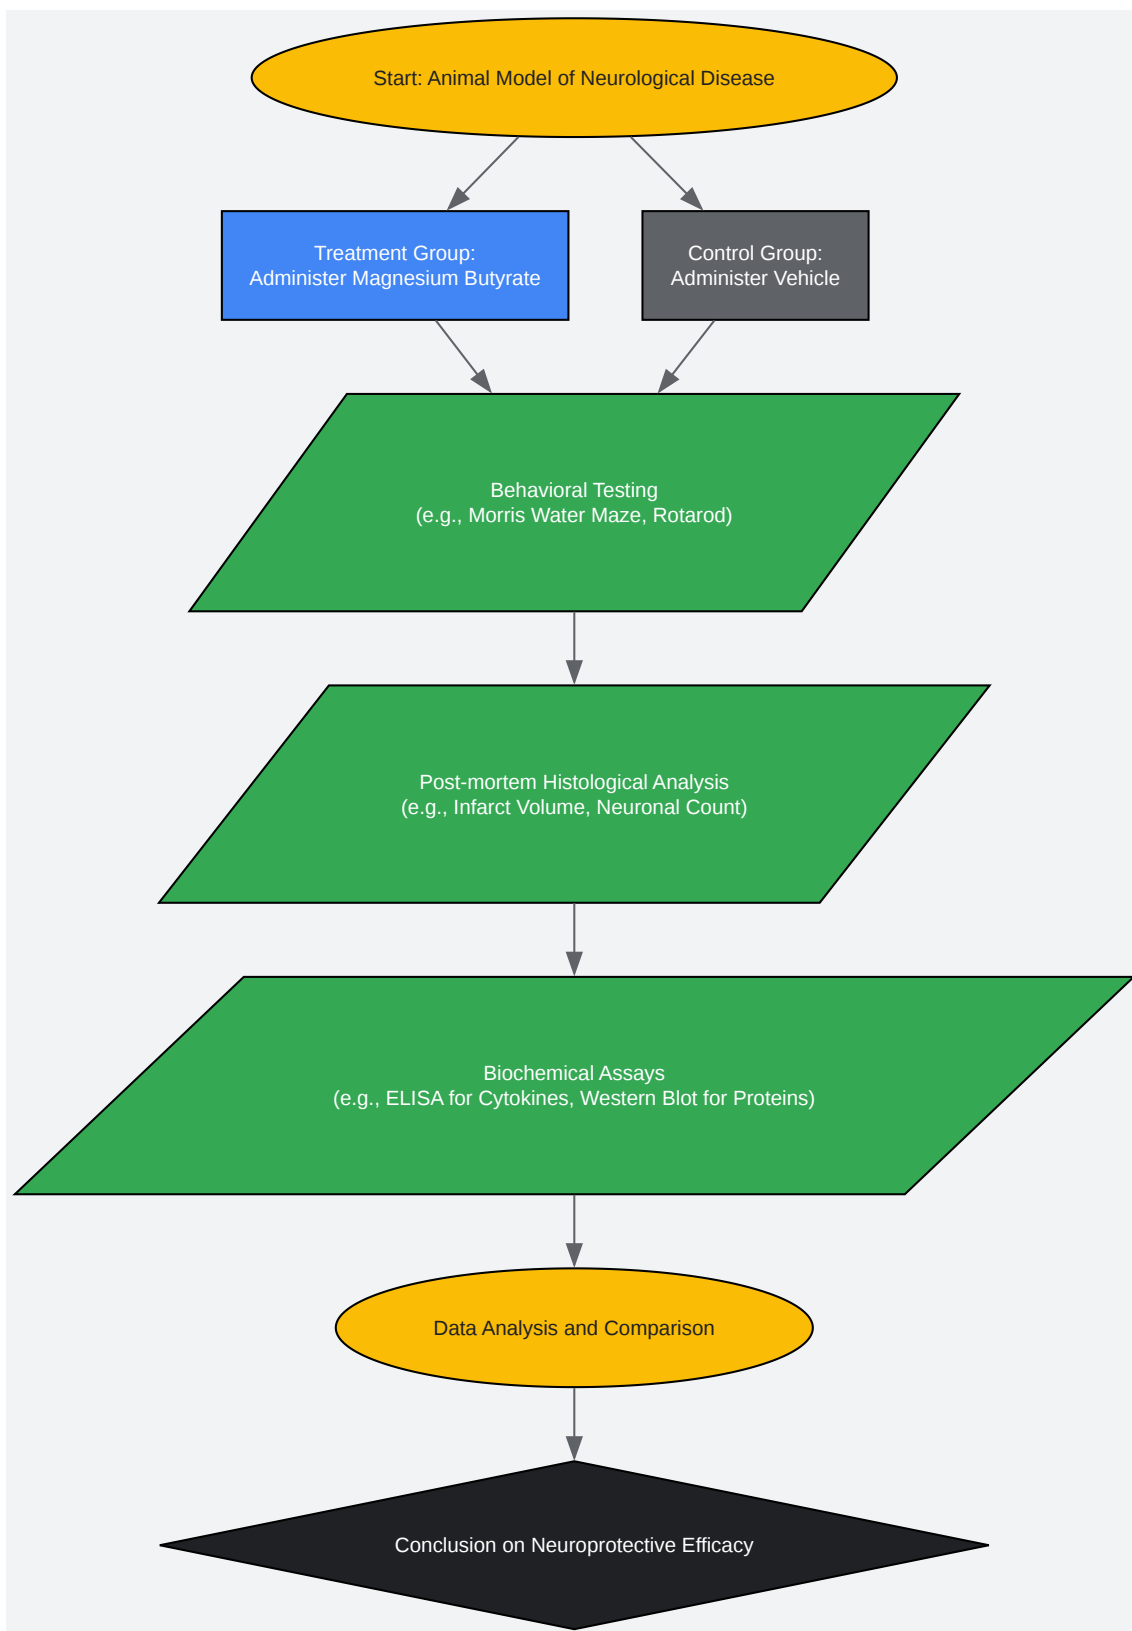 Start: Animal Model of Neurological Disease
Treatment Group:
Administer Magnesium Butyrate
Control Group:
Administer Vehicle
Behavioral Testing
(e.g., Morris Water Maze, Rotarod)
Post-mortem Histological Analysis
(e.g., Infarct Volume, Neuronal Count)
Biochemical Assays
(e.g., ELISA for Cytokines, Western Blot for Proteins)
Data Analysis and Comparison
Conclusion on Neuroprotective Efficacy